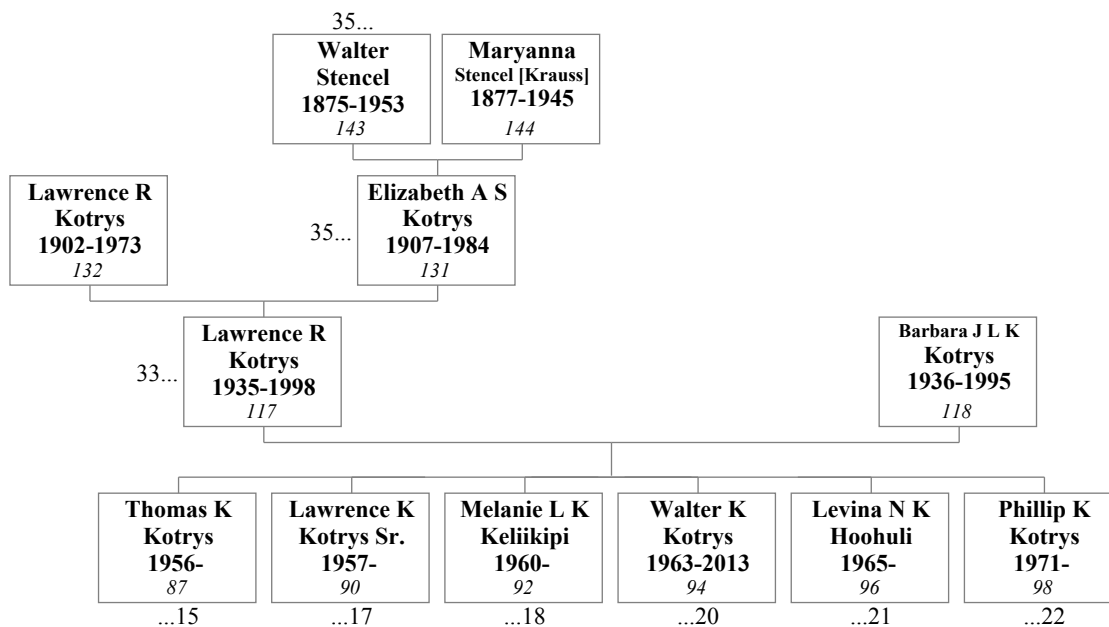 35...
Walter
Stencel
1875-1953
143
Maryanna
Stencel [Krauss]
1877-1945
144
Lawrence R
Kotrys
1902-1973
132
35...
Elizabeth A S
Kotrys
1907-1984
131
33...
Lawrence R
Kotrys
1935-1998
117
Barbara J L K
Kotrys
1936-1995
118
Thomas K
Kotrys
1956-
87
...15
Lawrence K
Kotrys Sr.
1957-
90
...17
Melanie L K
Keliikipi
1960-
92
...18
Walter K
Kotrys
1963-2013
94
...20
Levina N K
Hoohuli
1965-
96
...21
Phillip K
Kotrys
1971-
98
...22